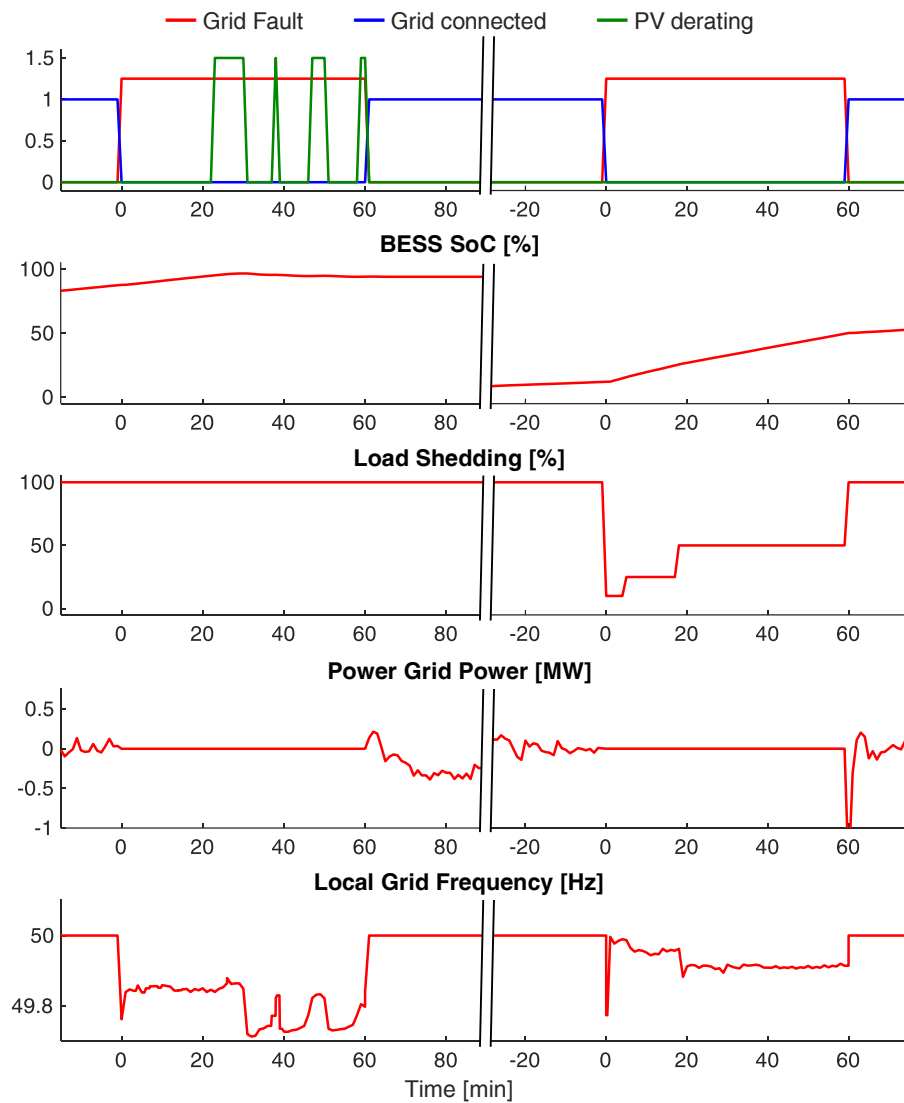 Grid Fault Grid connected PV derating
1.5
1
0.5
0
0 20 40 60 80 -20 0 20 40 60
BESS SoC [%]
100
50
0
0 20 40 60 80 -20 0 20 40 60
Load Shedding [%]
100
50
0
0 20 40 60 80 -20 0 20 40 60
Power Grid Power [MW]
0.5
0
-0.5
-1
0 20 40 60 80 -20 0 20 40 60
Local Grid Frequency [Hz]
50
49.8
0 20 40 60 80 -20 0 20 40 60
Time [min]